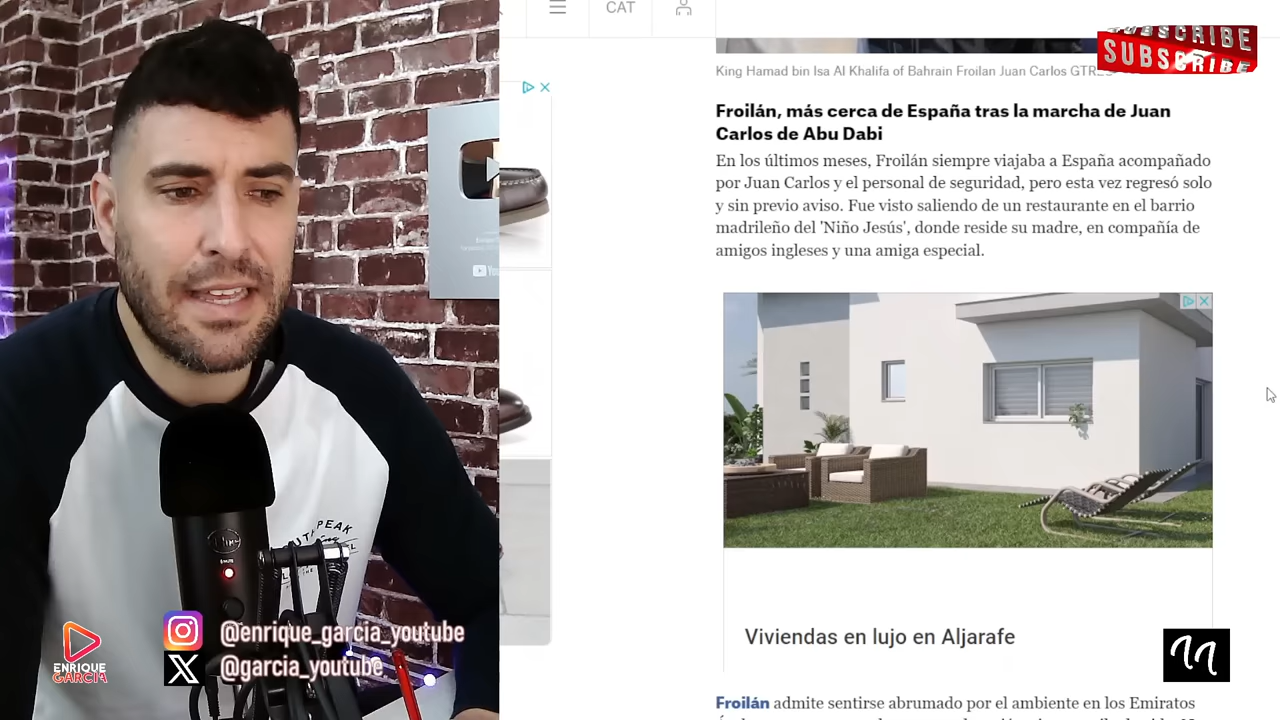 CAT
SUBSCRIBE
SUBSCRIBE
King Hamad bin Isa Al Khalifa of Bahrain Froilan Juan Carlos
Froilán, más cerca de España tras la marcha de Juan
Carlos de Abu Dabi
En los últimos meses, Froilán siempre viajaba a España acompañado
por Juan Carlos y el personal de seguridad, pero esta vez regresó solo
y sin previo aviso. Fue visto saliendo de un restaurante en el barrio
madrileño del 'Niño Jesús', donde reside su madre, en compañía de
amigos ingleses y una amiga especial.
Viviendas en lujo en Aljarafe
Froilán admite sentirse abrumado por el ambiente en los Emiratos
PEAK
ENRIQUE
GARCIA
@enrique_garcia_youtube
@garcia_youtube